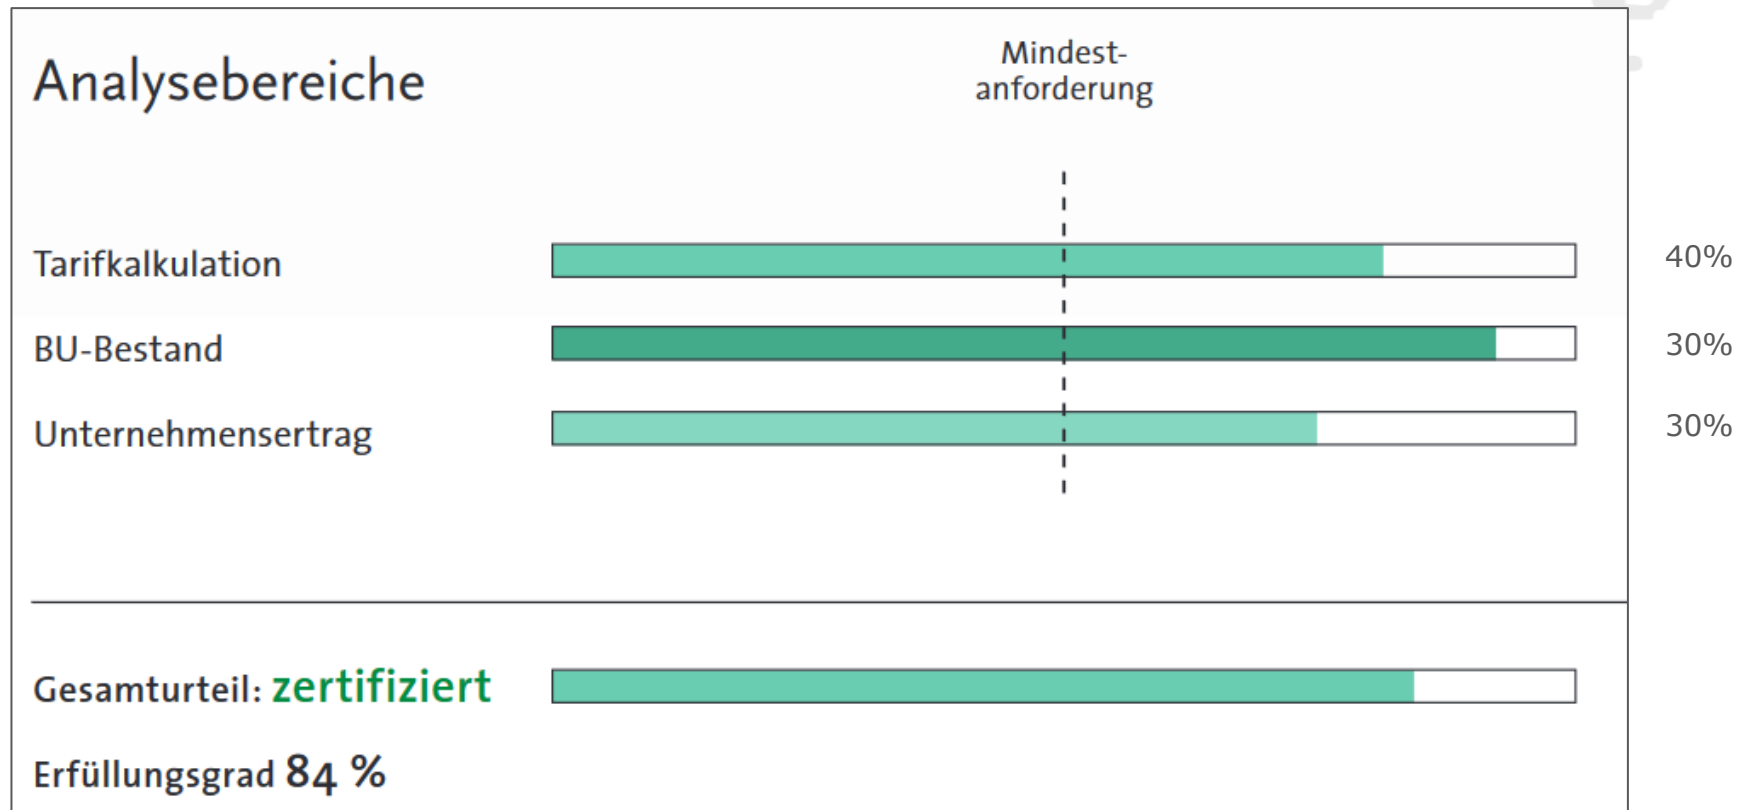 Analysebereiche
Mindest-
anforderung
Tarifkalkulation 40%
BU-Bestand 30%
Unternehmensertrag 30%
Gesamturteil: zertifiziert
Erfüllungsgrad 84 %